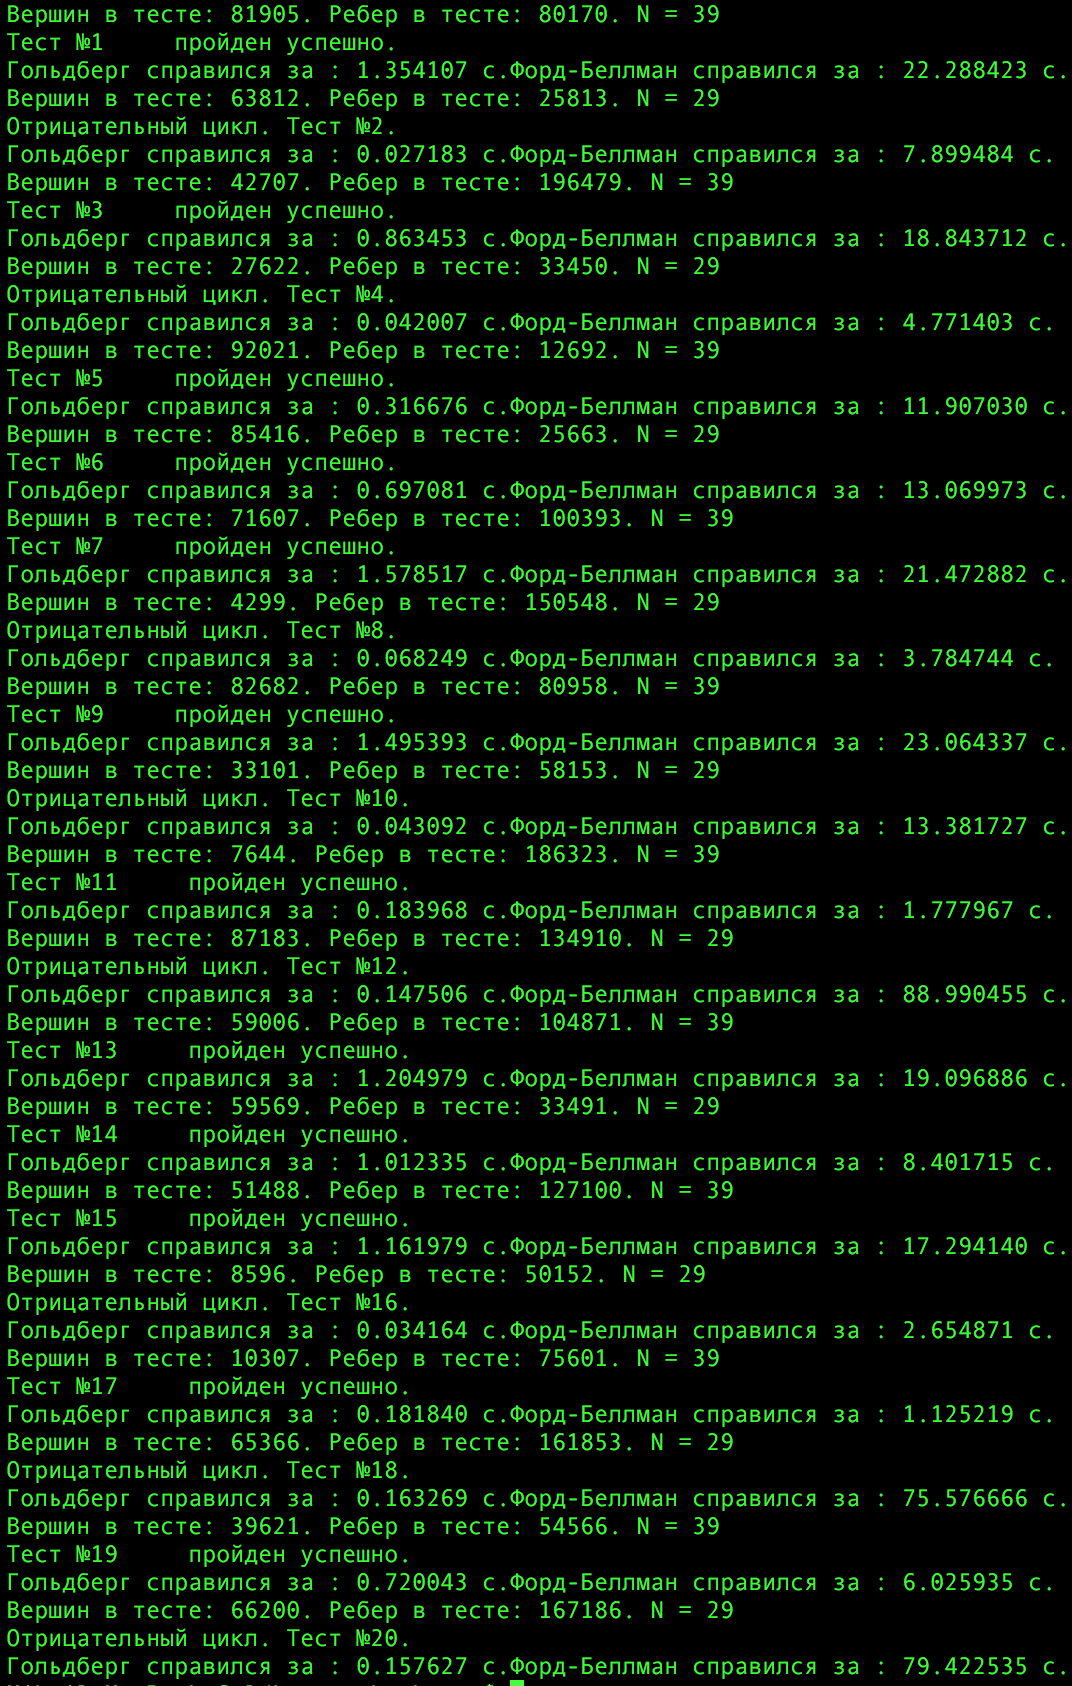 Вершин в тесте: 81905. Ребер в тесте: 80170. N = 39
Тест №1     пройден успешно.
Гольдберг справился за : 1.354107 с.Форд-Беллман справился за : 22.288423 с.
Вершин в тесте: 63812. Ребер в тесте: 25813. N = 29
Отрицательный цикл. Тест №2.
Гольдберг справился за : 0.027183 с.Форд-Беллман справился за : 7.899484 с.
Вершин в тесте: 42707. Ребер в тесте: 196479. N = 39
Тест №3     пройден успешно.
Гольдберг справился за : 0.863453 с.Форд-Беллман справился за : 18.843712 с.
Вершин в тесте: 27622. Ребер в тесте: 33450. N = 29
Отрицательный цикл. Тест №4.
Гольдберг справился за : 0.042007 с.Форд-Беллман справился за : 4.771403 с.
Вершин в тесте: 92021. Ребер в тесте: 12692. N = 39
Тест №5     пройден успешно.
Гольдберг справился за : 0.316676 с.Форд-Беллман справился за : 11.907030 с.
Вершин в тесте: 85416. Ребер в тесте: 25663. N = 29
Тест №6     пройден успешно.
Гольдберг справился за : 0.697081 с.Форд-Беллман справился за : 13.069973 с.
Вершин в тесте: 71607. Ребер в тесте: 100393. N = 39
Тест №7     пройден успешно.
Гольдберг справился за : 1.578517 с.Форд-Беллман справился за : 21.472882 с.
Вершин в тесте: 4299. Ребер в тесте: 150548. N = 29
Отрицательный цикл. Тест №8.
Гольдберг справился за : 0.068249 с.Форд-Беллман справился за : 3.784744 с.
Вершин в тесте: 82682. Ребер в тесте: 80958. N = 39
Тест №9     пройден успешно.
Гольдберг справился за : 1.495393 с.Форд-Беллман справился за : 23.064337 с.
Вершин в тесте: 33101. Ребер в тесте: 58153. N = 29
Отрицательный цикл. Тест №10.
Гольдберг справился за : 0.043092 с.Форд-Беллман справился за : 13.381727 с.
Вершин в тесте: 7644. Ребер в тесте: 186323. N = 39
Тест №11     пройден успешно.
Гольдберг справился за : 0.183968 с.Форд-Беллман справился за : 1.777967 с.
Вершин в тесте: 87183. Ребер в тесте: 134910. N = 29
Отрицательный цикл. Тест №12.
Гольдберг справился за : 0.147506 с.Форд-Беллман справился за : 88.990455 с.
Вершин в тесте: 59006. Ребер в тесте: 104871. N = 39
Тест №13     пройден успешно.
Гольдберг справился за : 1.204979 с.Форд-Беллман справился за : 19.096886 с.
Вершин в тесте: 59569. Ребер в тесте: 33491. N = 29
Тест №14     пройден успешно.
Гольдберг справился за : 1.012335 с.Форд-Беллман справился за : 8.401715 с.
Вершин в тесте: 51488. Ребер в тесте: 127100. N = 39
Тест №15     пройден успешно.
Гольдберг справился за : 1.161979 с.Форд-Беллман справился за : 17.294140 с.
Вершин в тесте: 8596. Ребер в тесте: 50152. N = 29
Отрицательный цикл. Тест №16.
Гольдберг справился за : 0.034164 с.Форд-Беллман справился за : 2.654871 с.
Вершин в тесте: 10307. Ребер в тесте: 75601. N = 39
Тест №17     пройден успешно.
Гольдберг справился за : 0.181840 с.Форд-Беллман справился за : 1.125219 с.
Вершин в тесте: 65366. Ребер в тесте: 161853. N = 29
Отрицательный цикл. Тест №18.
Гольдберг справился за : 0.163269 с.Форд-Беллман справился за : 75.576666 с.
Вершин в тесте: 39621. Ребер в тесте: 54566. N = 39
Тест №19     пройден успешно.
Гольдберг справился за : 0.720043 с.Форд-Беллман справился за : 6.025935 с.
Вершин в тесте: 66200. Ребер в тесте: 167186. N = 29
Отрицательный цикл. Тест №20.
Гольдберг справился за : 0.157627 с.Форд-Беллман справился за : 79.422535 с.